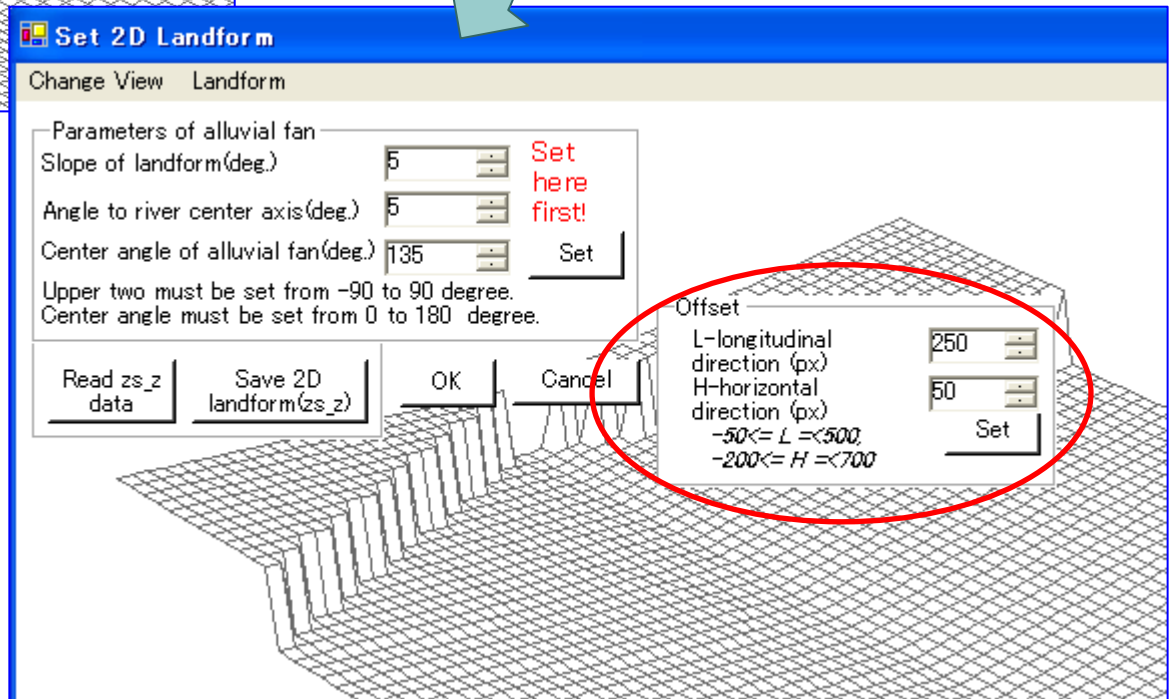 Set 2D Landform
Change View Landform
Parameters of alluvial fan
Slope of landform(deg.) 5
Angle to river center axis(deg.) 5
Center angle of alluvial fan(deg.) 135
Set
here
first!
Set
Upper two must be set from -90 to 90 degree.
Center angle must be set from 0 to 180 degree.
Read zs_z
data
Save 2D
landform(zs_z)
OK
Cancel
Offset
L-longitudinal
direction (px)
250
H-horizontal
direction (px)
50
-50<= L =<500,
-200<= H =<700
Set